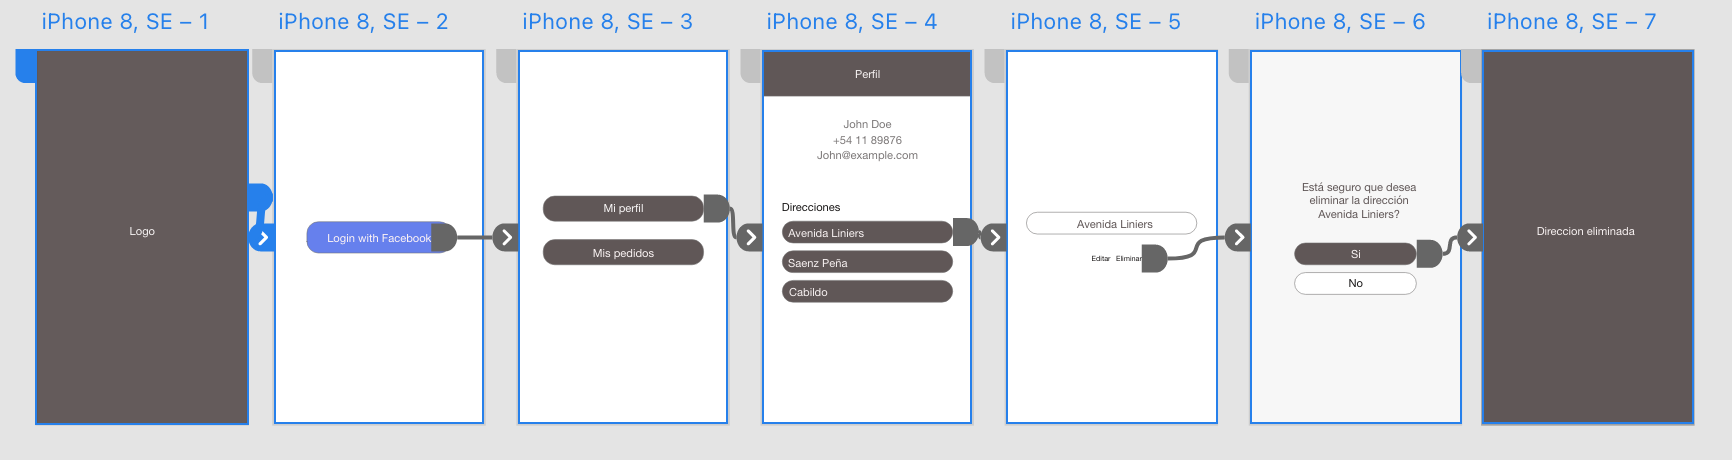 iPhone 8, SE – 1
iPhone 8, SE – 2
iPhone 8, SE – 3
iPhone 8, SE – 4
iPhone 8, SE – 5
iPhone 8, SE – 6
iPhone 8, SE – 7
Logo
Login with Facebook
Mi perfil
Mis pedidos
Perfil
John Doe
+54 11 89876
John@example.com
Direcciones
Avenida Liniers
Saenz Peña
Cabildo
Avenida Liniers
Editar Eliminar
Está seguro que desea
eliminar la dirección
Avenida Liniers?
Si
No
Direccion eliminada